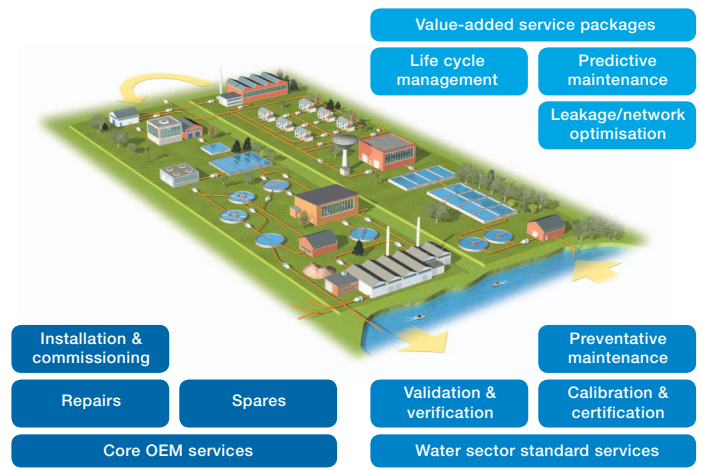 Value-added service packages
Life cycle
management
Predictive
maintenance
Leakage/network
optimisation
Installation &
commissioning
Repairs
Spares
Core OEM services
Preventative
maintenance
Validation &
verification
Calibration &
certification
Water sector standard services